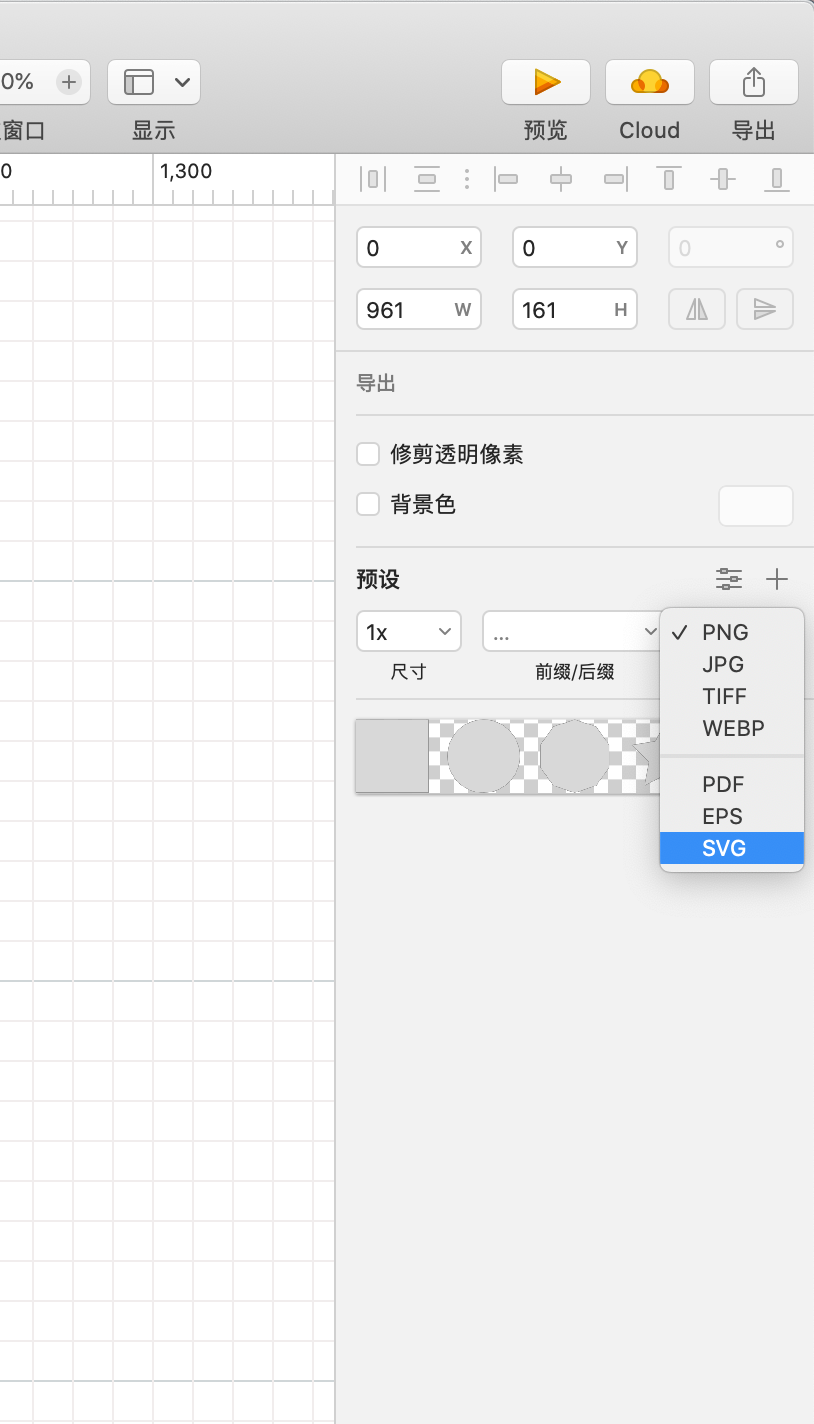 0%
窗口
显示
预览
Cloud
导出
0
1,300
0 X
0 Y
0 °
961 W
161 H
导出
修剪透明像素
背景色
预设
1x
...
尺寸
前缀/后缀
PNG
JPG
TIFF
WEBP
PDF
EPS
SVG